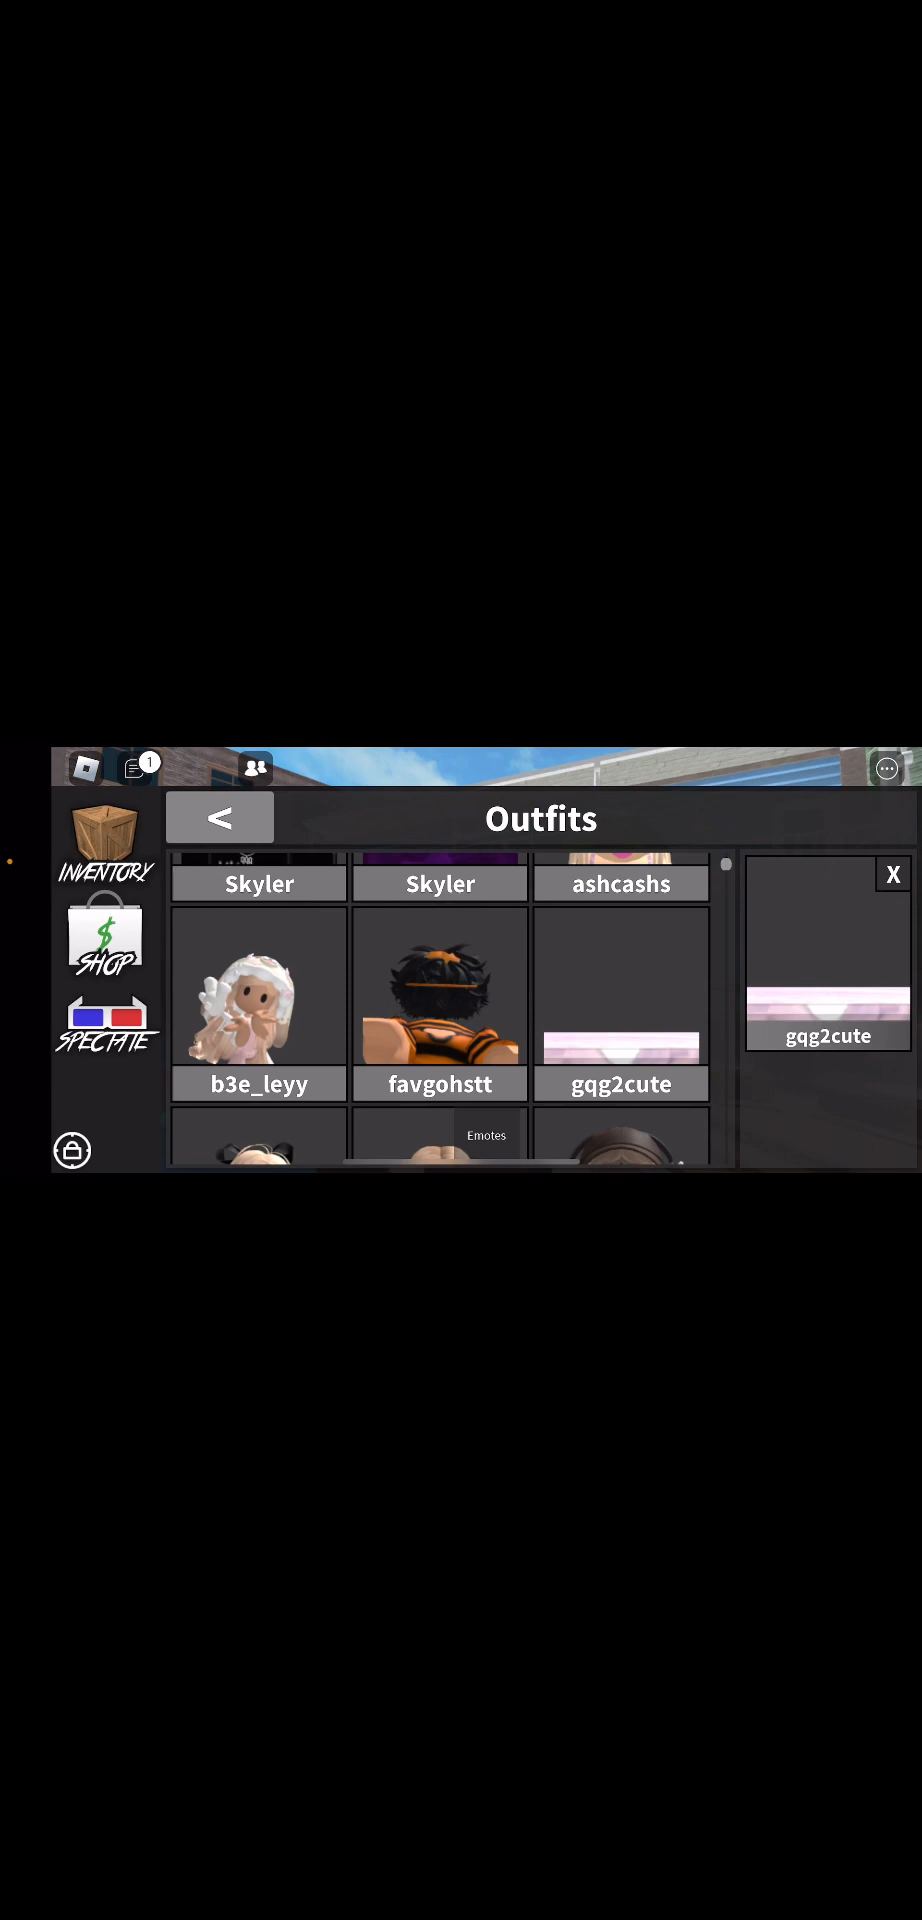 1
<
Outfits
INVENTORY
SHOP
SPECTATE
Skyler
Skyler
ashcashs
X
b3e_leyy
favgohstt
gqg2cute
gqg2cute
Emotes